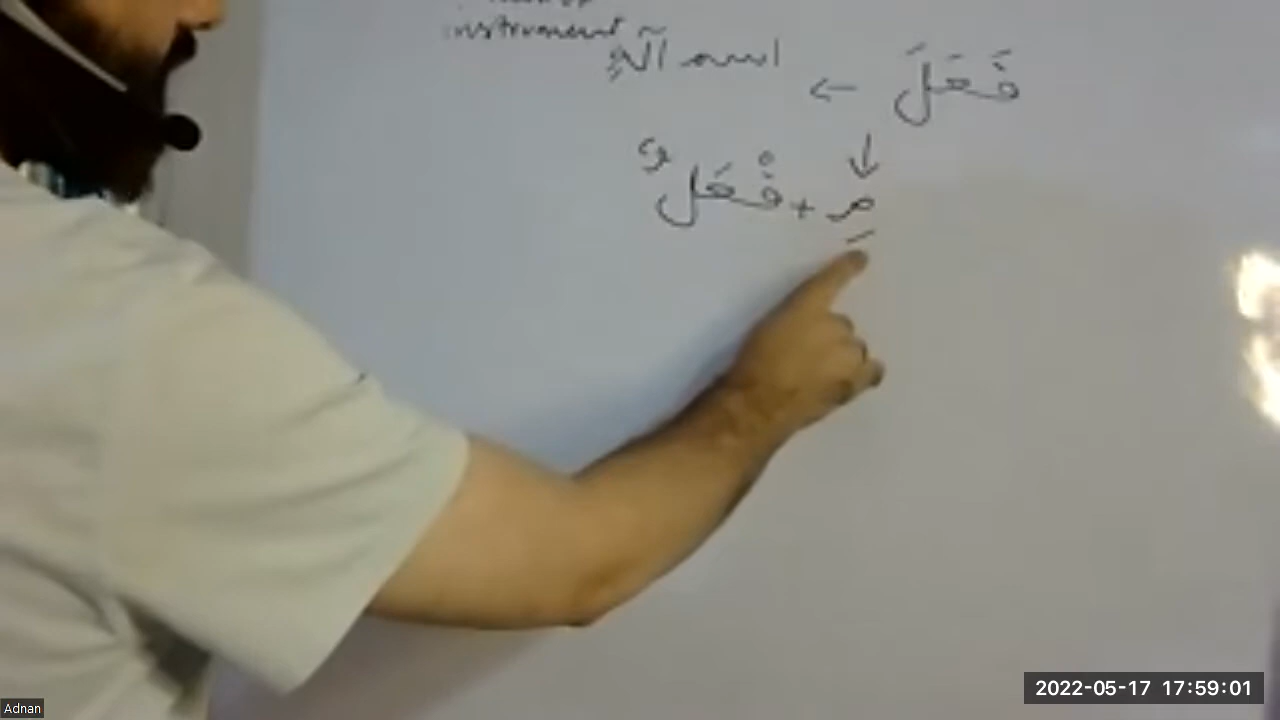 instrument
اسم آلةٍ
فَعَلَ ←
↓
مِـ + فْعَلٌ
Adnan
2022-05-17 17:59:01